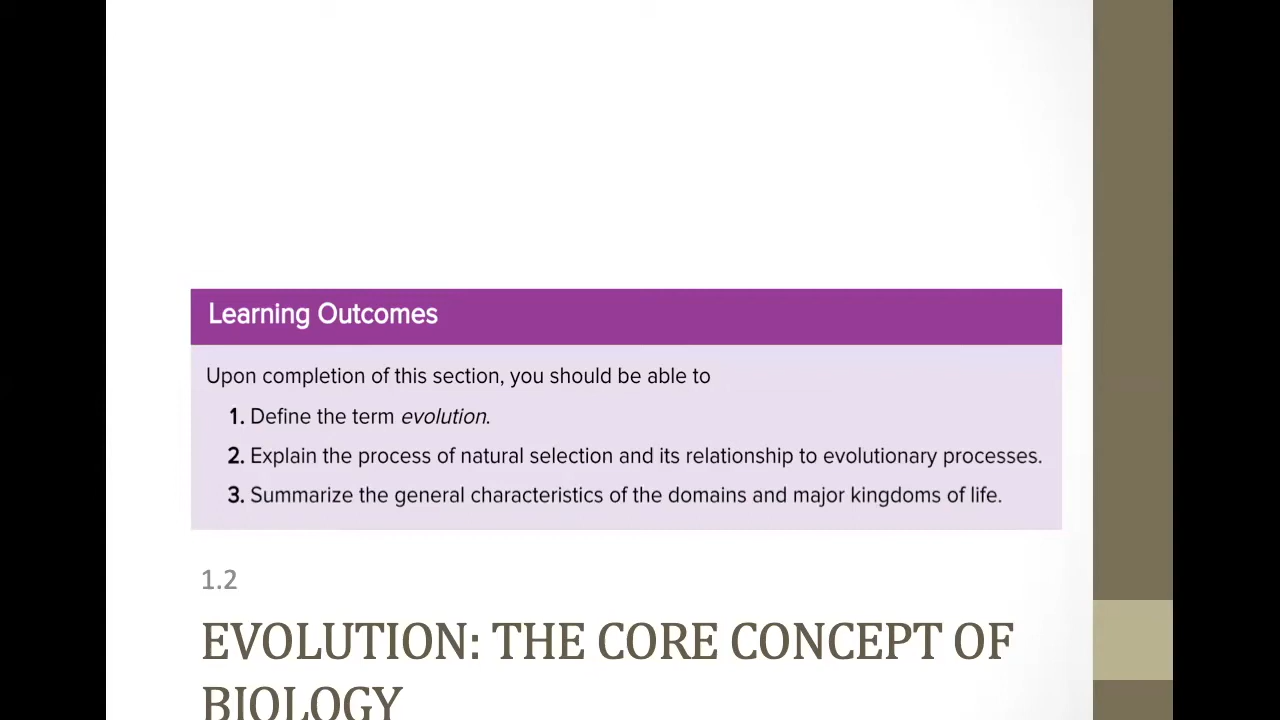 Learning Outcomes
Upon completion of this section, you should be able to
1. Define the term evolution.
2. Explain the process of natural selection and its relationship to evolutionary processes.
3. Summarize the general characteristics of the domains and major kingdoms of life.
1.2
EVOLUTION: THE CORE CONCEPT OF
BIOLOGY